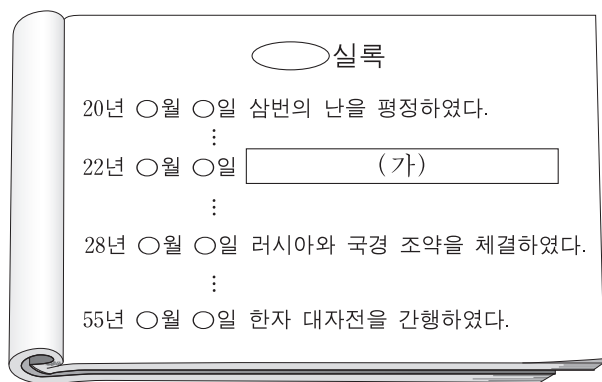 ◯실록
20년 ◯월 ◯일 삼번의 난을 평정하였다.
⋮
22년 ◯월 ◯일 (가)
⋮
28년 ◯월 ◯일 러시아와 국경 조약을 체결하였다.
⋮
55년 ◯월 ◯일 한자 대자전을 간행하였다.